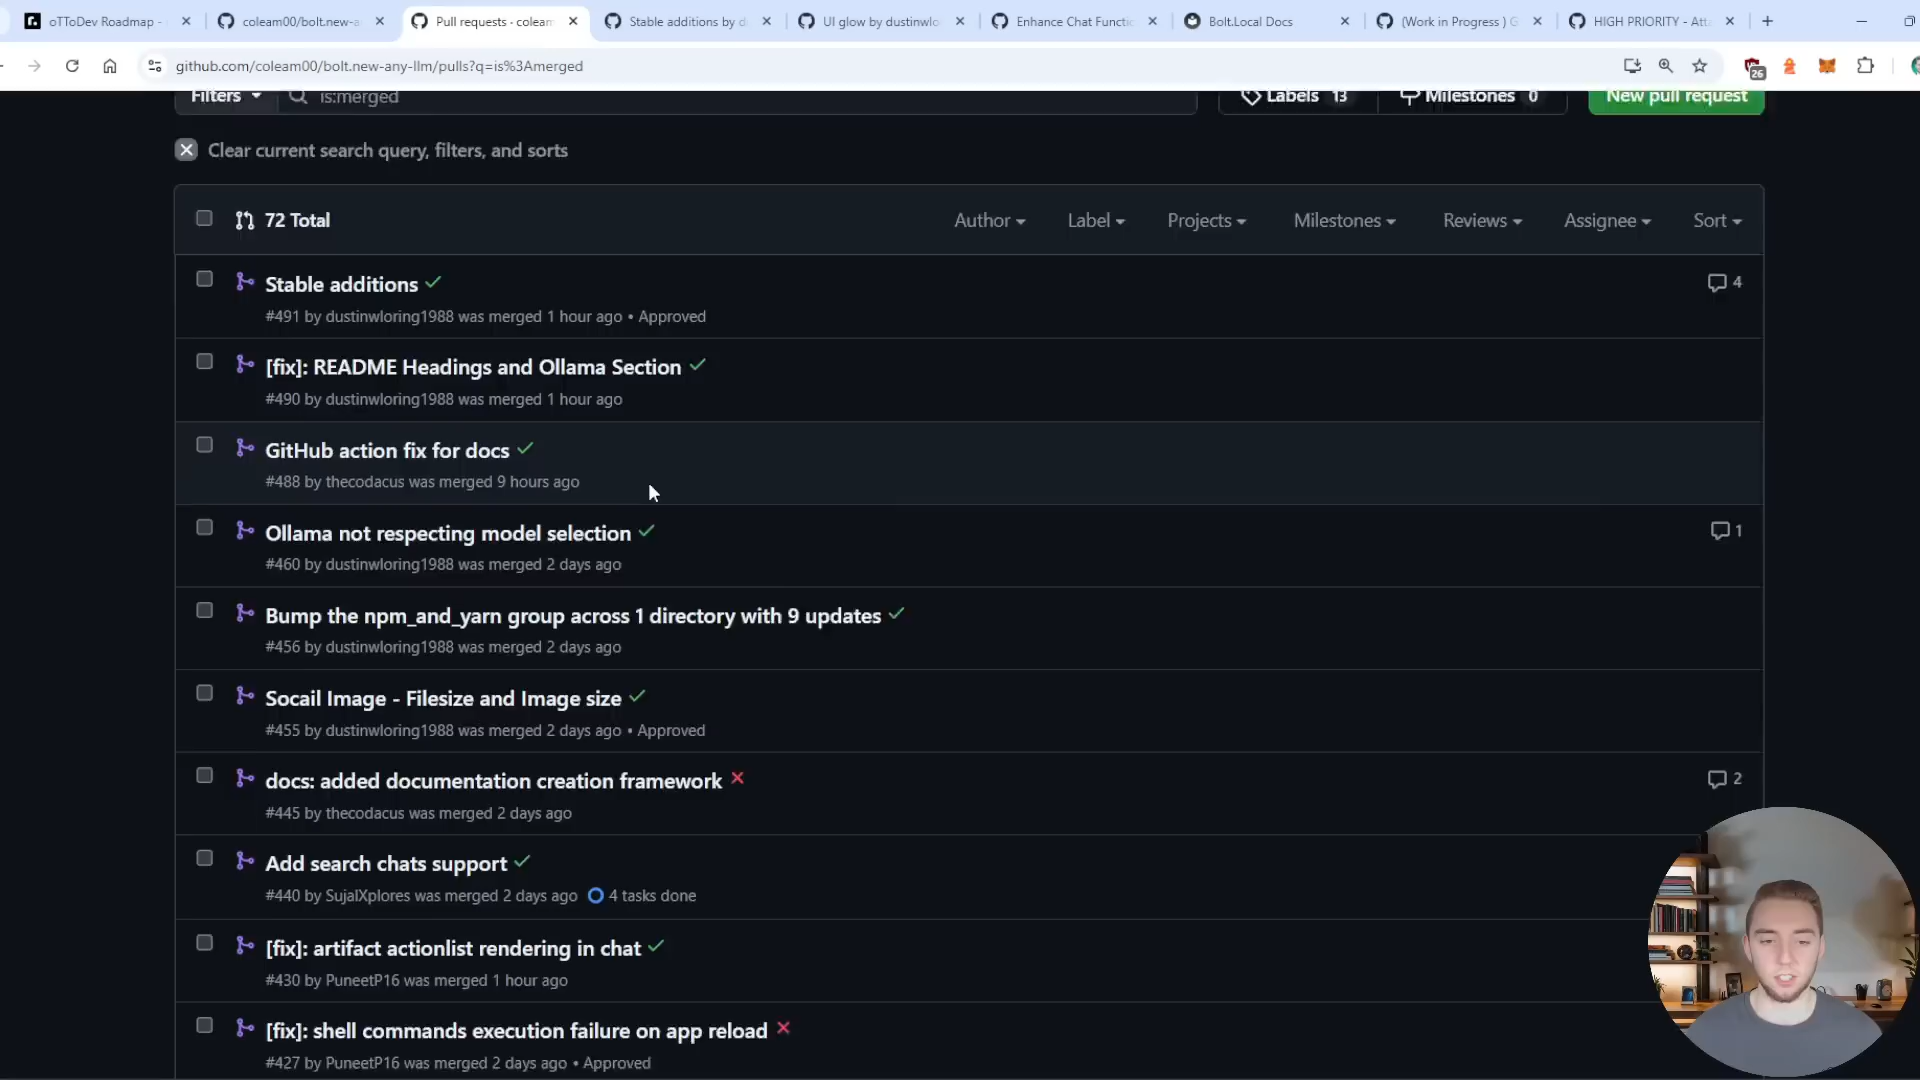 oTToDev Roadmap -
coleam00/bolt.new-a
Pull requests · coleam
Stable additions by d
UI glow by dustinwlo
Enhance Chat Functio
Bolt.Local Docs
(Work in Progress ) G
HIGH PRIORITY - Atta
github.com/coleam00/bolt.new-any-llm/pulls?q=is%3Amerged
26
Filters
is:merged
Labels 13
Milestones 0
New pull request
Clear current search query, filters, and sorts
72 Total
Author
Label
Projects
Milestones
Reviews
Assignee
Sort
Stable additions
4
#491 by dustinwloring1988 was merged 1 hour ago • Approved
[fix]: README Headings and Ollama Section
#490 by dustinwloring1988 was merged 1 hour ago
GitHub action fix for docs
#488 by thecodacus was merged 9 hours ago
Ollama not respecting model selection
1
#460 by dustinwloring1988 was merged 2 days ago
Bump the npm_and_yarn group across 1 directory with 9 updates
#456 by dustinwloring1988 was merged 2 days ago
Socail Image - Filesize and Image size
#455 by dustinwloring1988 was merged 2 days ago • Approved
docs: added documentation creation framework
2
#445 by thecodacus was merged 2 days ago
Add search chats support
#440 by SujalXplores was merged 2 days ago 4 tasks done
[fix]: artifact actionlist rendering in chat
#430 by PuneetP16 was merged 1 hour ago
[fix]: shell commands execution failure on app reload
#427 by PuneetP16 was merged 2 days ago • Approved